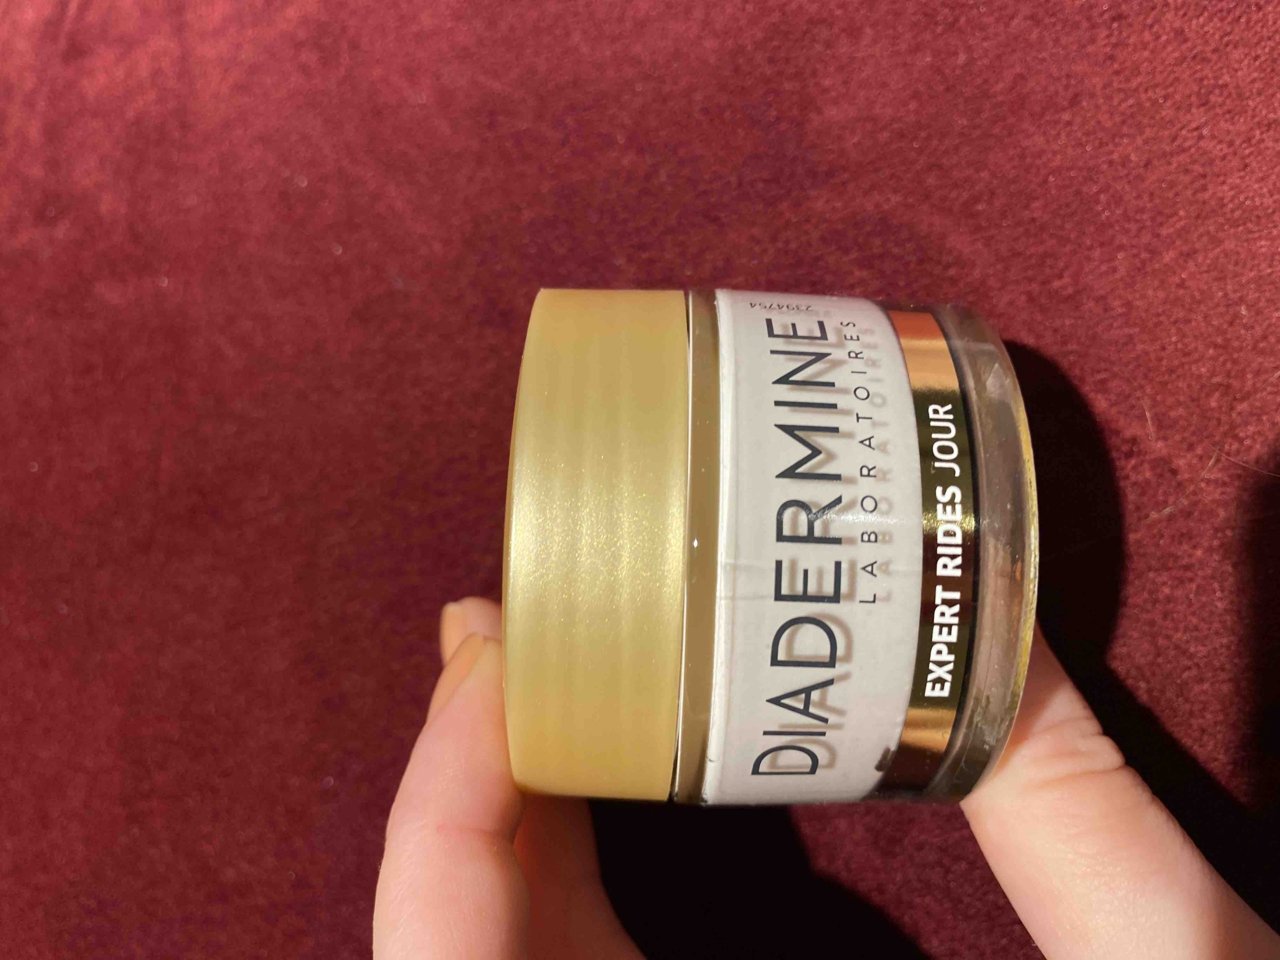 2394754
DIADERMINE
LABORATOIRES
EXPERT RIDES JOUR